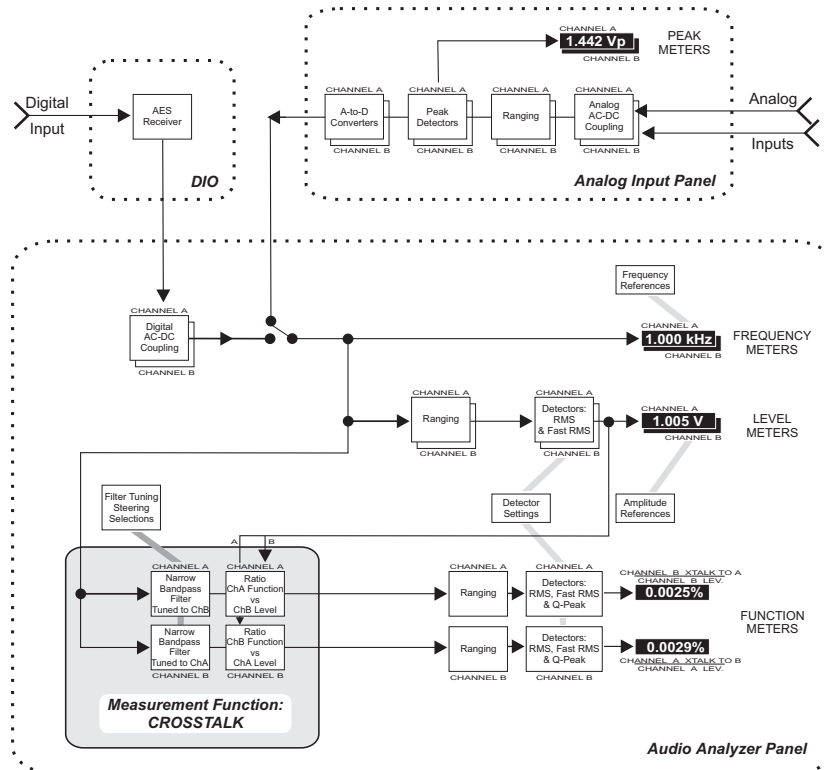 CHANNEL A
1.442 Vp
CHANNEL B
PEAK
METERS
Digital
Input
AES
Receiver
DIO
CHANNEL A
A-to-D
Converters
CHANNEL B
CHANNEL A
Peak
Detectors
CHANNEL B
CHANNEL A
Ranging
CHANNEL B
CHANNEL A
Analog
AC-DC
Coupling
CHANNEL B
Analog
Inputs
Analog Input Panel
Frequency
References
CHANNEL A
Digital
AC-DC
Coupling
CHANNEL B
CHANNEL A
1.000 kHz
CHANNEL B
FREQUENCY
METERS
CHANNEL A
Ranging
CHANNEL B
CHANNEL A
Detectors:
RMS
& Fast RMS
CHANNEL B
CHANNEL A
1.005 V
CHANNEL B
LEVEL
METERS
Filter Tuning
Steering
Selections
Detector
Settings
Amplitude
References
A
B
CHANNEL A
Narrow
Bandpass
Filter
Tuned to ChB
CHANNEL A
Ratio
ChA Function
vs
ChB Level
CHANNEL A
Ranging
CHANNEL A
Detectors:
RMS, Fast RMS
& Q-Peak
CHANNEL B XTALK TO A
CHANNEL B LEV.
0.0025%
FUNCTION
METERS
Narrow
Bandpass
Filter
Tuned to ChA
CHANNEL B
Ratio
ChB Function
vs
ChA Level
CHANNEL B
Ranging
CHANNEL B
Detectors:
RMS, Fast RMS
& Q-Peak
CHANNEL B
0.0029%
CHANNEL A XTALK TO B
CHANNEL A LEV.
Measurement Function:
CROSSTALK
Audio Analyzer Panel